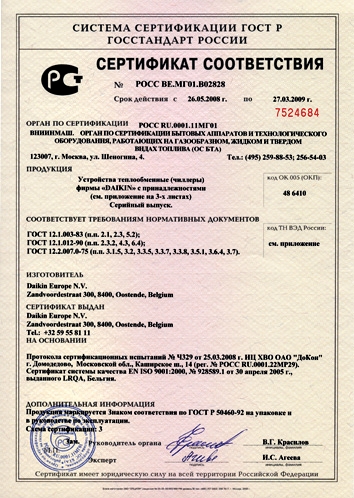 СИСТЕМА СЕРТИФИКАЦИИ ГОСТ Р
ГОССТАНДАРТ РОССИИ
СЕРТИФИКАТ СООТВЕТСТВИЯ
№ РОСС BE.МГ01.B02828
Срок действия с 26.05.2008 г. по 27.03.2009 г.
7524684
ОРГАН ПО СЕРТИФИКАЦИИ РОСС RU.0001.11МГ01
ВНИИНМАШ. ОРГАН ПО СЕРТИФИКАЦИИ БЫТОВЫХ АППАРАТОВ И ТЕХНОЛОГИЧЕСКОГО
ОБОРУДОВАНИЯ, РАБОТАЮЩИХ НА ГАЗООБРАЗНОМ, ЖИДКОМ И ТВЕРДОМ
ВИДАХ ТОПЛИВА (ОС БТА)
123007, г. Москва, ул. Шеногина, 4. Тел.: (495) 259-88-53; 256-54-03
ПРОДУКЦИЯ
Устройства теплообменные (чиллеры)
фирмы «DAIKIN» с принадлежностями
(см. приложение на 3-х листах)
Серийный выпуск.
код ОК 005 (ОКП):
48 6410
СООТВЕТСТВУЕТ ТРЕБОВАНИЯМ НОРМАТИВНЫХ ДОКУМЕНТОВ
код ТН ВЭД России:
ГОСТ 12.1.003-83 (п.п. 2.1, 2.3, 5.2);
ГОСТ 12.1.012-90 (п.п. 2.3.2, 4.3, 6.4);
ГОСТ 12.2.007.0-75 (п.п. 3.1.5, 3.2, 3.3.5, 3.3.7, 3.3.8, 3.5.1, 3.6.4, 3.7).
см. приложение
ИЗГОТОВИТЕЛЬ
Daikin Europe N.V.
Zandvoordestraat 300, 8400, Oostende, Belgium
СЕРТИФИКАТ ВЫДАН
Daikin Europe N.V.
Zandvoordestraat 300, 8400, Oostende, Belgium
Tel.: +32 59 55 81 11
НА ОСНОВАНИИ
Протокола сертификационных испытаний № Ч329 от 25.03.2008 г. ИЦ ХВО ОАО "ДоКон"
г. Домодедово, Московской обл., Каширское ш., 14 (рег. № РОСС RU.0001.22МР29).
Сертификат системы качества EN ISO 9001:2000, № 928589.1 от 30 апреля 2005 г.,
выданного LRQA, Бельгия.
ДОПОЛНИТЕЛЬНАЯ ИНФОРМАЦИЯ
Продукция маркируется Знаком соответствия по ГОСТ Р 50460-92 на упаковке и
в руководстве по эксплуатации.
Схема сертификации: 3
Зам.
В.Г. Красилов
Эксперт
И.С. Агеева
Сертификат имеет юридическую силу на всей территории Российской Федерации